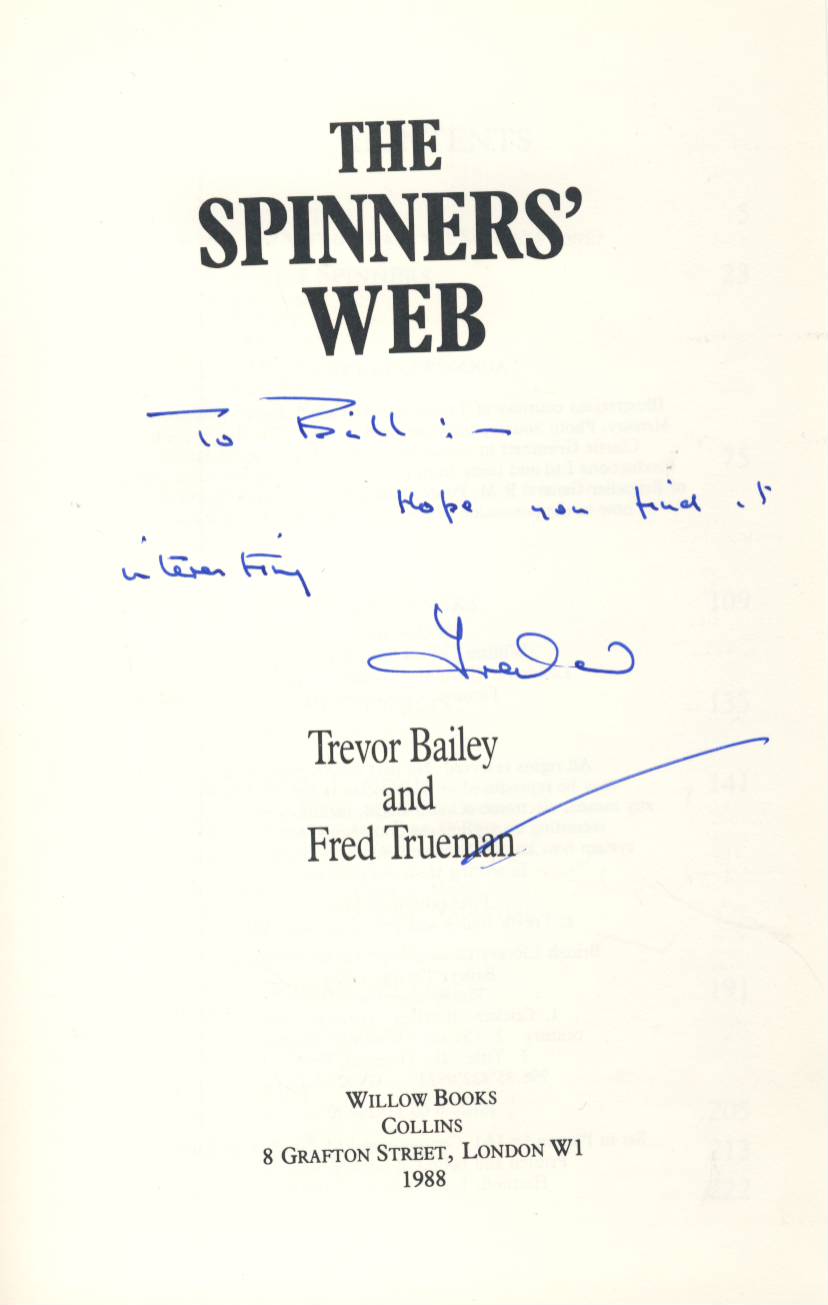 THE
SPINNERS'
WEB
To Bill :-
Hope you find it
interesting
Trevor Bailey
and
Fred Trueman
WILLOW BOOKS
COLLINS
8 GRAFTON STREET, LONDON W1
1988